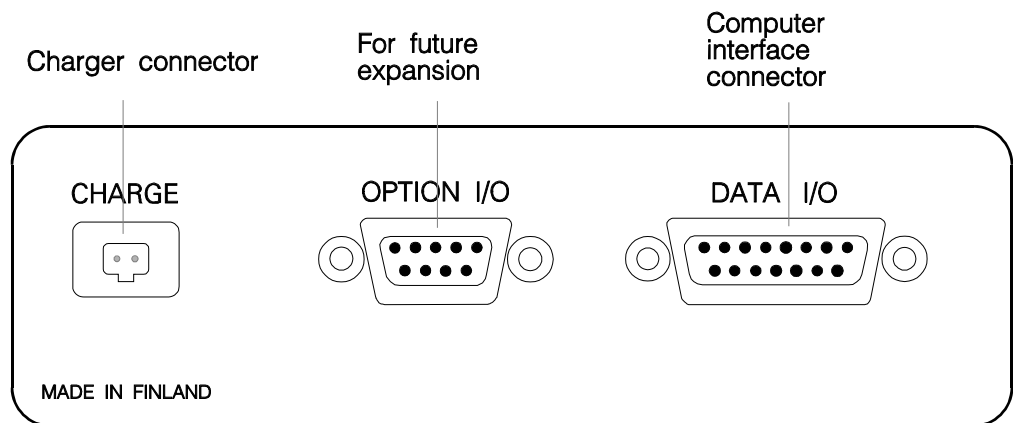 Charger connector
For future
expansion
Computer
interface
connector
CHARGE
OPTION I/O
DATA I/O
MADE IN FINLAND